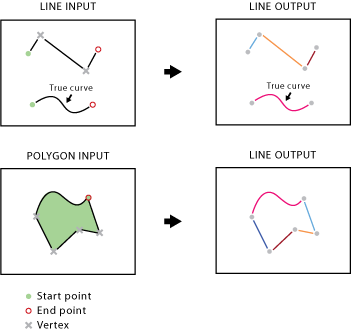 LINE INPUT
LINE OUTPUT
True curve
True curve
POLYGON INPUT
LINE OUTPUT
Start point
End point
Vertex